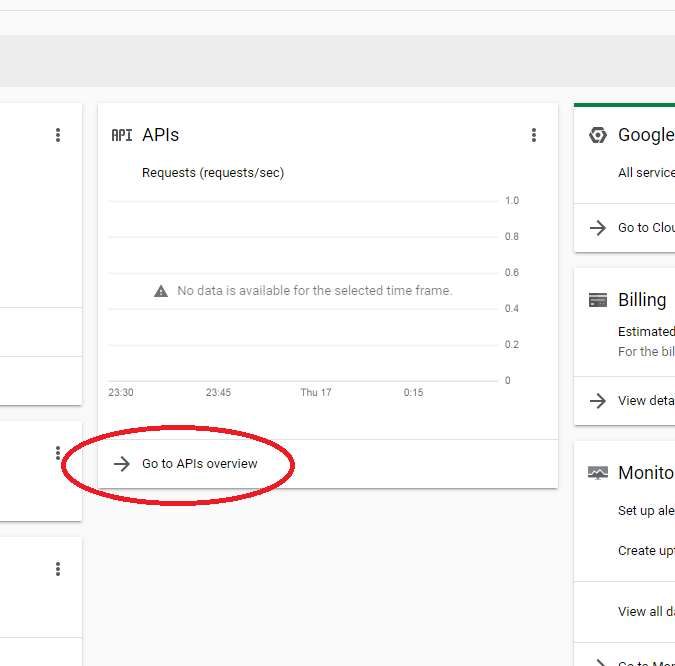 API APIs
Requests (requests/sec)
1.0
0.8
0.6
No data is available for the selected time frame.
0.4
0.2
0
23:30 23:45 Thu 17 0:15
Go to APIs overview
Google
All service
Go to Clou
Billing
Estimated
For the bil
View deta
Monito
Set up ale
Create upt
View all da
Go to Mon